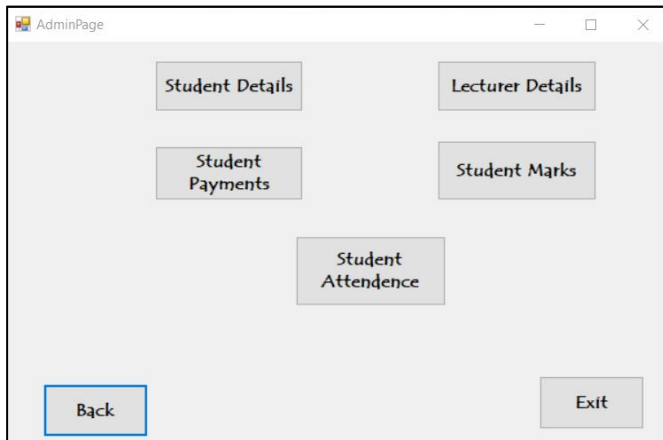 AdminPage
Student Details
Lecturer Details
Student
Payments
Student Marks
Student
Attendence
Back
Exit